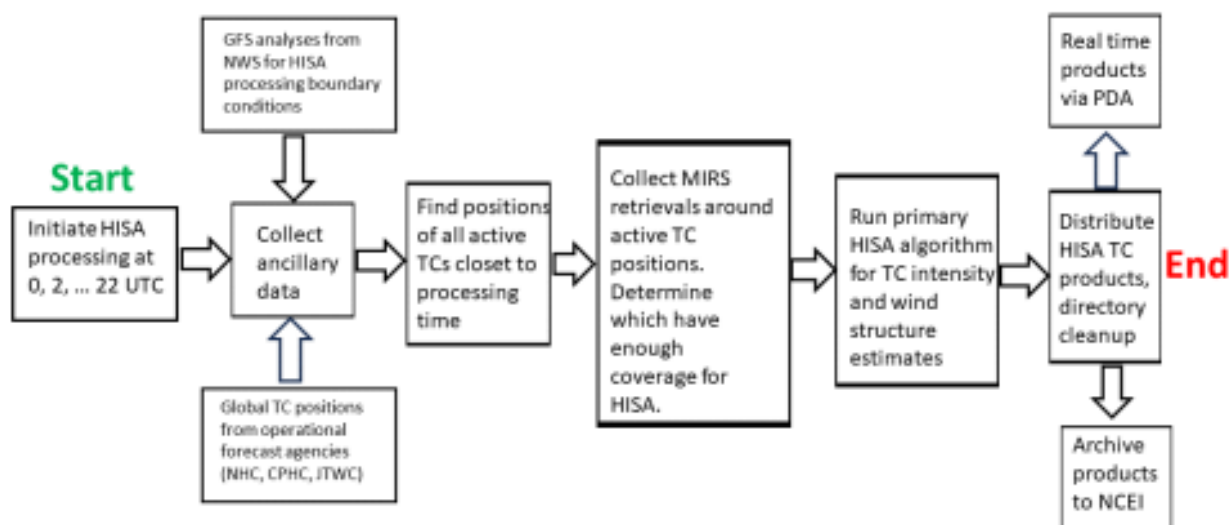 GFS analyses from
NWS for HISA
processing boundary
conditions
Start
Initiate HISA
processing at
0, 2, ... 22 UTC
Collect
ancillary
data
Global TC positions
from operational
forecast agencies
(NHC, CPHC, JTWC)
Find positions
of all active
TCs closet to
processing
time
Collect MIRS
retrievals around
active TC
positions.
Determine
which have
enough
coverage for
HISA.
Run primary
HISA algorithm
for TC intensity
and wind
structure
estimates
Real time
products
via PDA
Distribute
HISA TC
products,
directory
cleanup
End
Archive
products
to NCEI